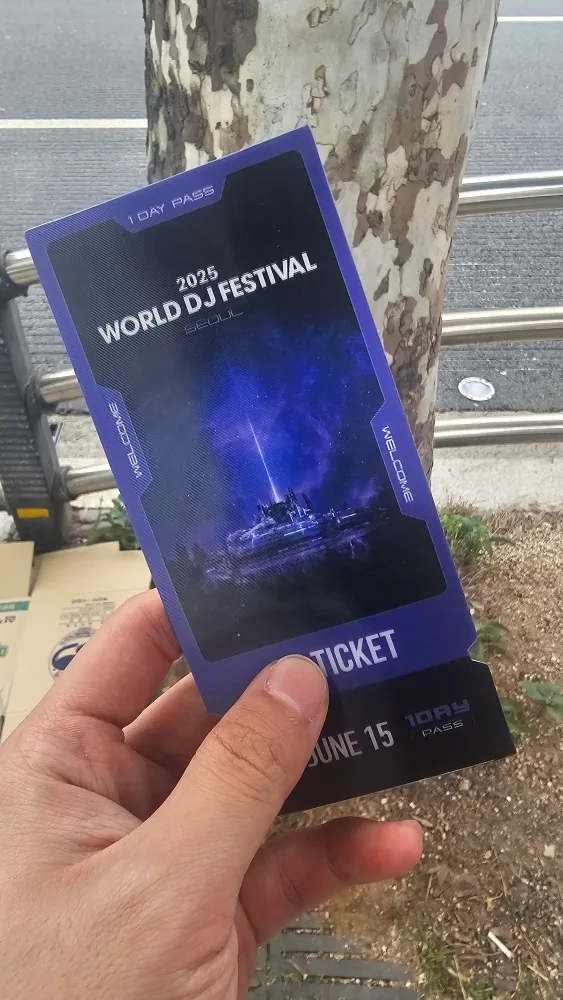 1 DAY PASS
2025
WORLD DJ FESTIVAL
SEOUL
WELCOME
WELCOME
TICKET
JUNE 15
1DAY
PASS